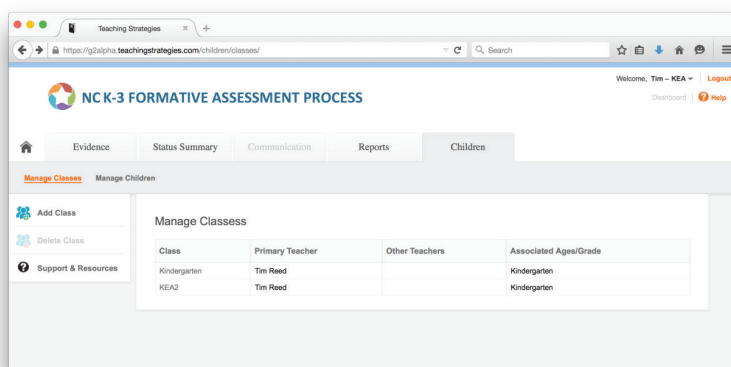 Teaching Strategies
https://g2alpha.teachingstrategies.com/children/classes/
Search
Welcome, Tim – KEA Logout
NC K-3 FORMATIVE ASSESSMENT PROCESS
Dashboard ? Help
Evidence Status Summary Communication Reports Children
Manage Classes Manage Children
Add Class
Delete Class
? Support & Resources
Manage Classess
Class Primary Teacher Other Teachers Associated Ages/Grade
Kindergarten Tim Reed Kindergarten
KEA2 Tim Reed Kindergarten